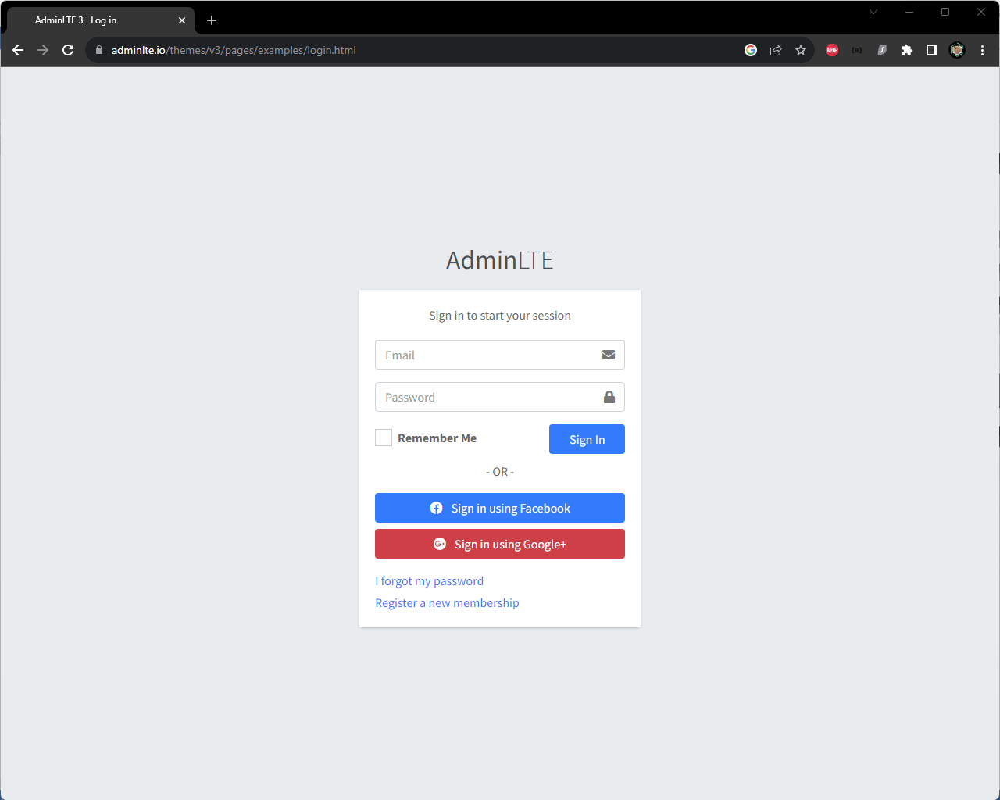 AdminLTE 3 | Log in
adminlte.io/themes/v3/pages/examples/login.html
ABP
AdminLTE
Sign in to start your session
Email
Password
Remember Me
Sign In
- OR -
Sign in using Facebook
Sign in using Google+
I forgot my password
Register a new membership